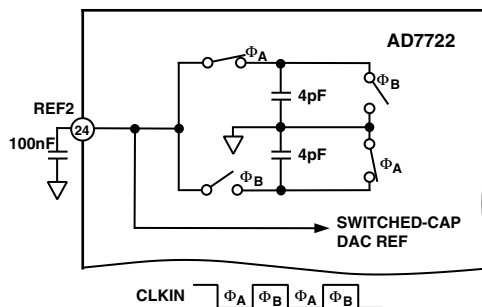 AD7722
ΦA
ΦB
4pF
REF2
24
100nF
4pF
ΦB
ΦA
SWITCHED-CAP
DAC REF
CLKIN ΦA ΦB ΦA ΦB